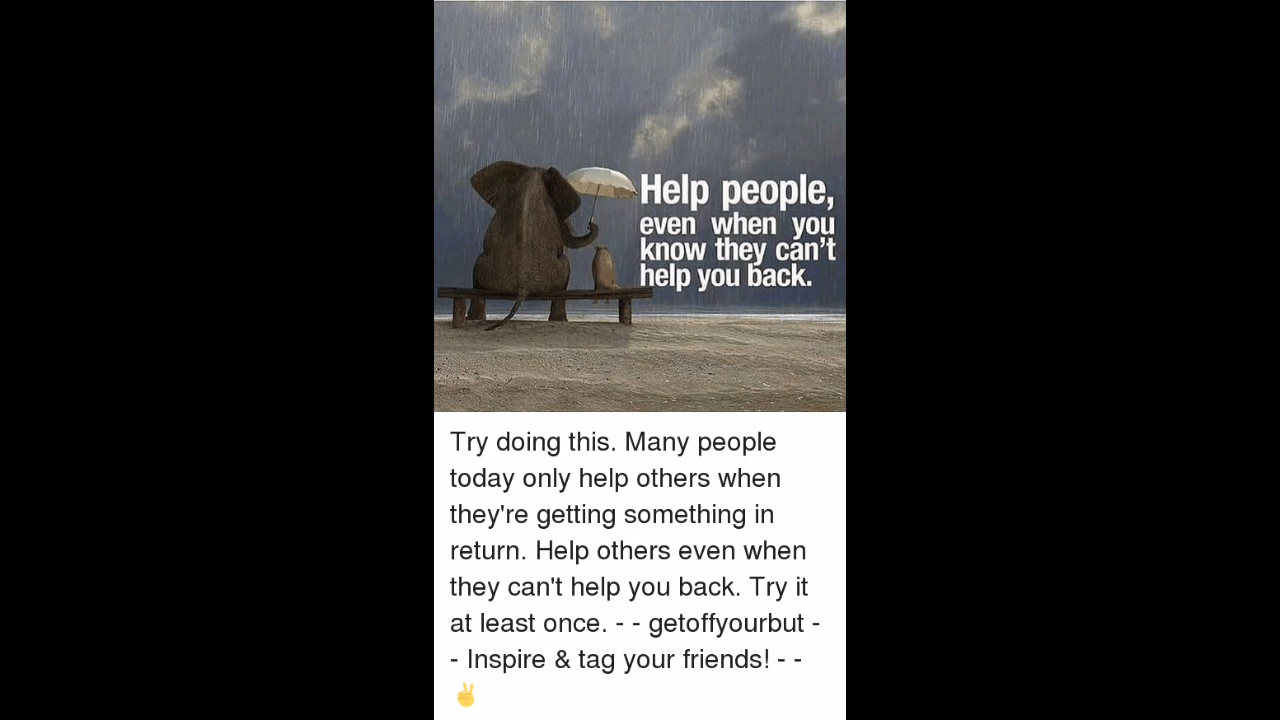 Help people,
even when you
know they can't
help you back.
Try doing this. Many people
today only help others when
they're getting something in
return. Help others even when
they can't help you back. Try it
at least once. - - getoffyourbut -
- Inspire & tag your friends! - -
✌